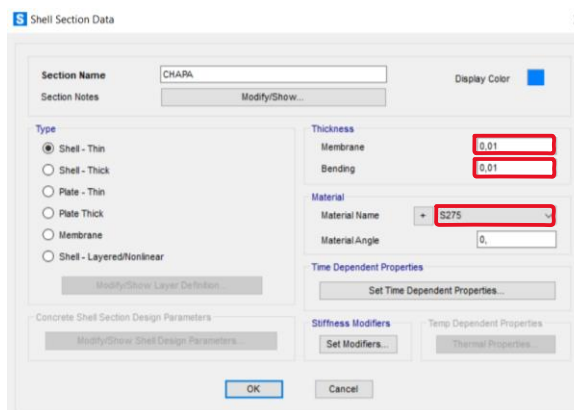 S Shell Section Data
Section Name CHAPA Display Color
Section Notes Modify/Show...
Type
Shell - Thin
Shell - Thick
Plate - Thin
Plate Thick
Membrane
Shell - Layered/Nonlinear
Modify/Show Layer Definition...
Concrete Shell Section Design Parameters
Modify/Show Shell Design Parameters...
Thickness
Membrane 0,01
Bending 0,01
Material
Material Name + S275
Material Angle 0,
Time Dependent Properties
Set Time Dependent Properties...
Stiffness Modifiers
Set Modifiers...
Temp Dependent Properties
Thermal Properties...
OK Cancel